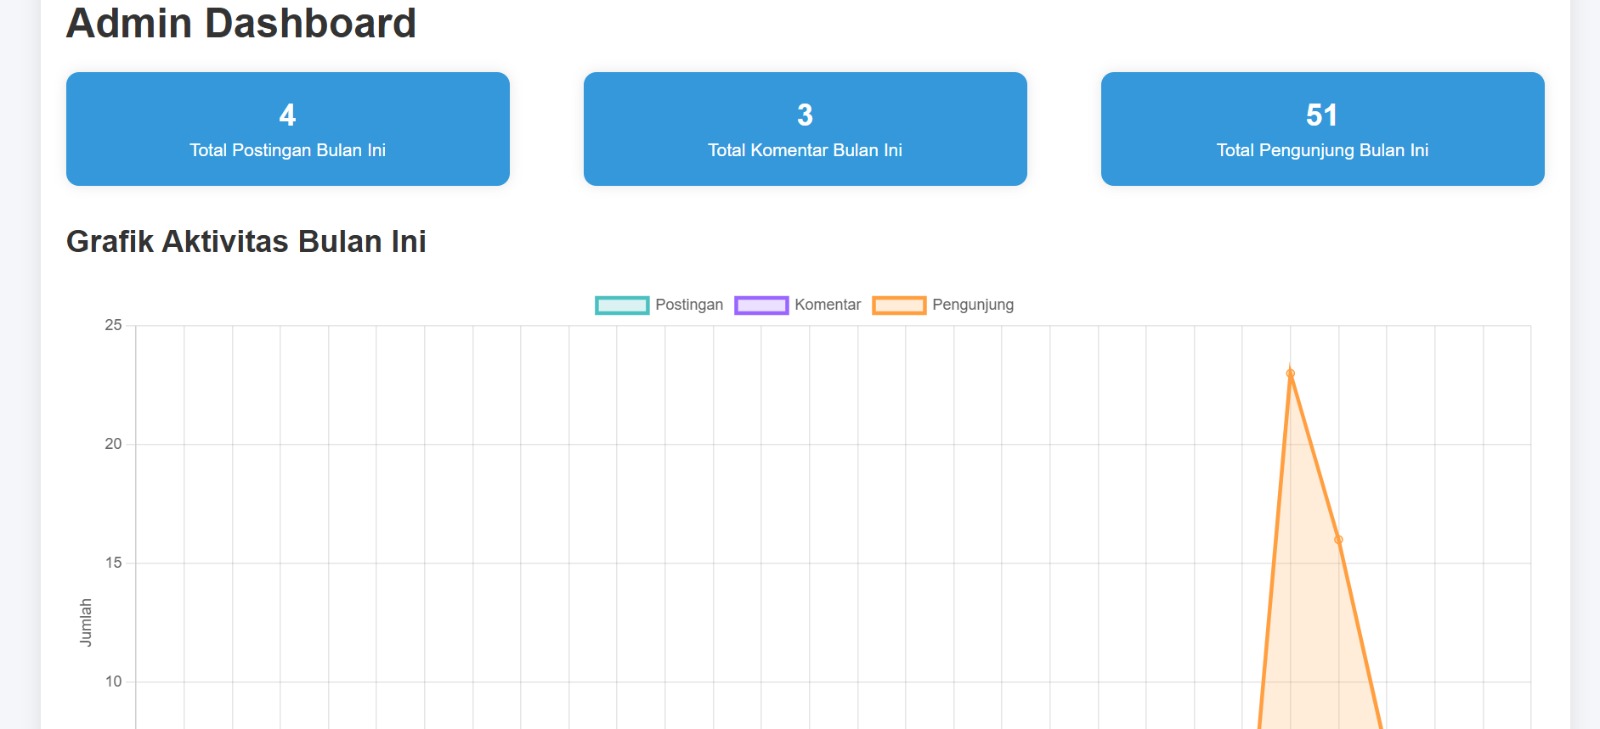 Admin Dashboard
4
Total Postingan Bulan Ini
3
Total Komentar Bulan Ini
51
Total Pengunjung Bulan Ini
Grafik Aktivitas Bulan Ini
Postingan Komentar Pengunjung
25
20
15
10
Jumlah